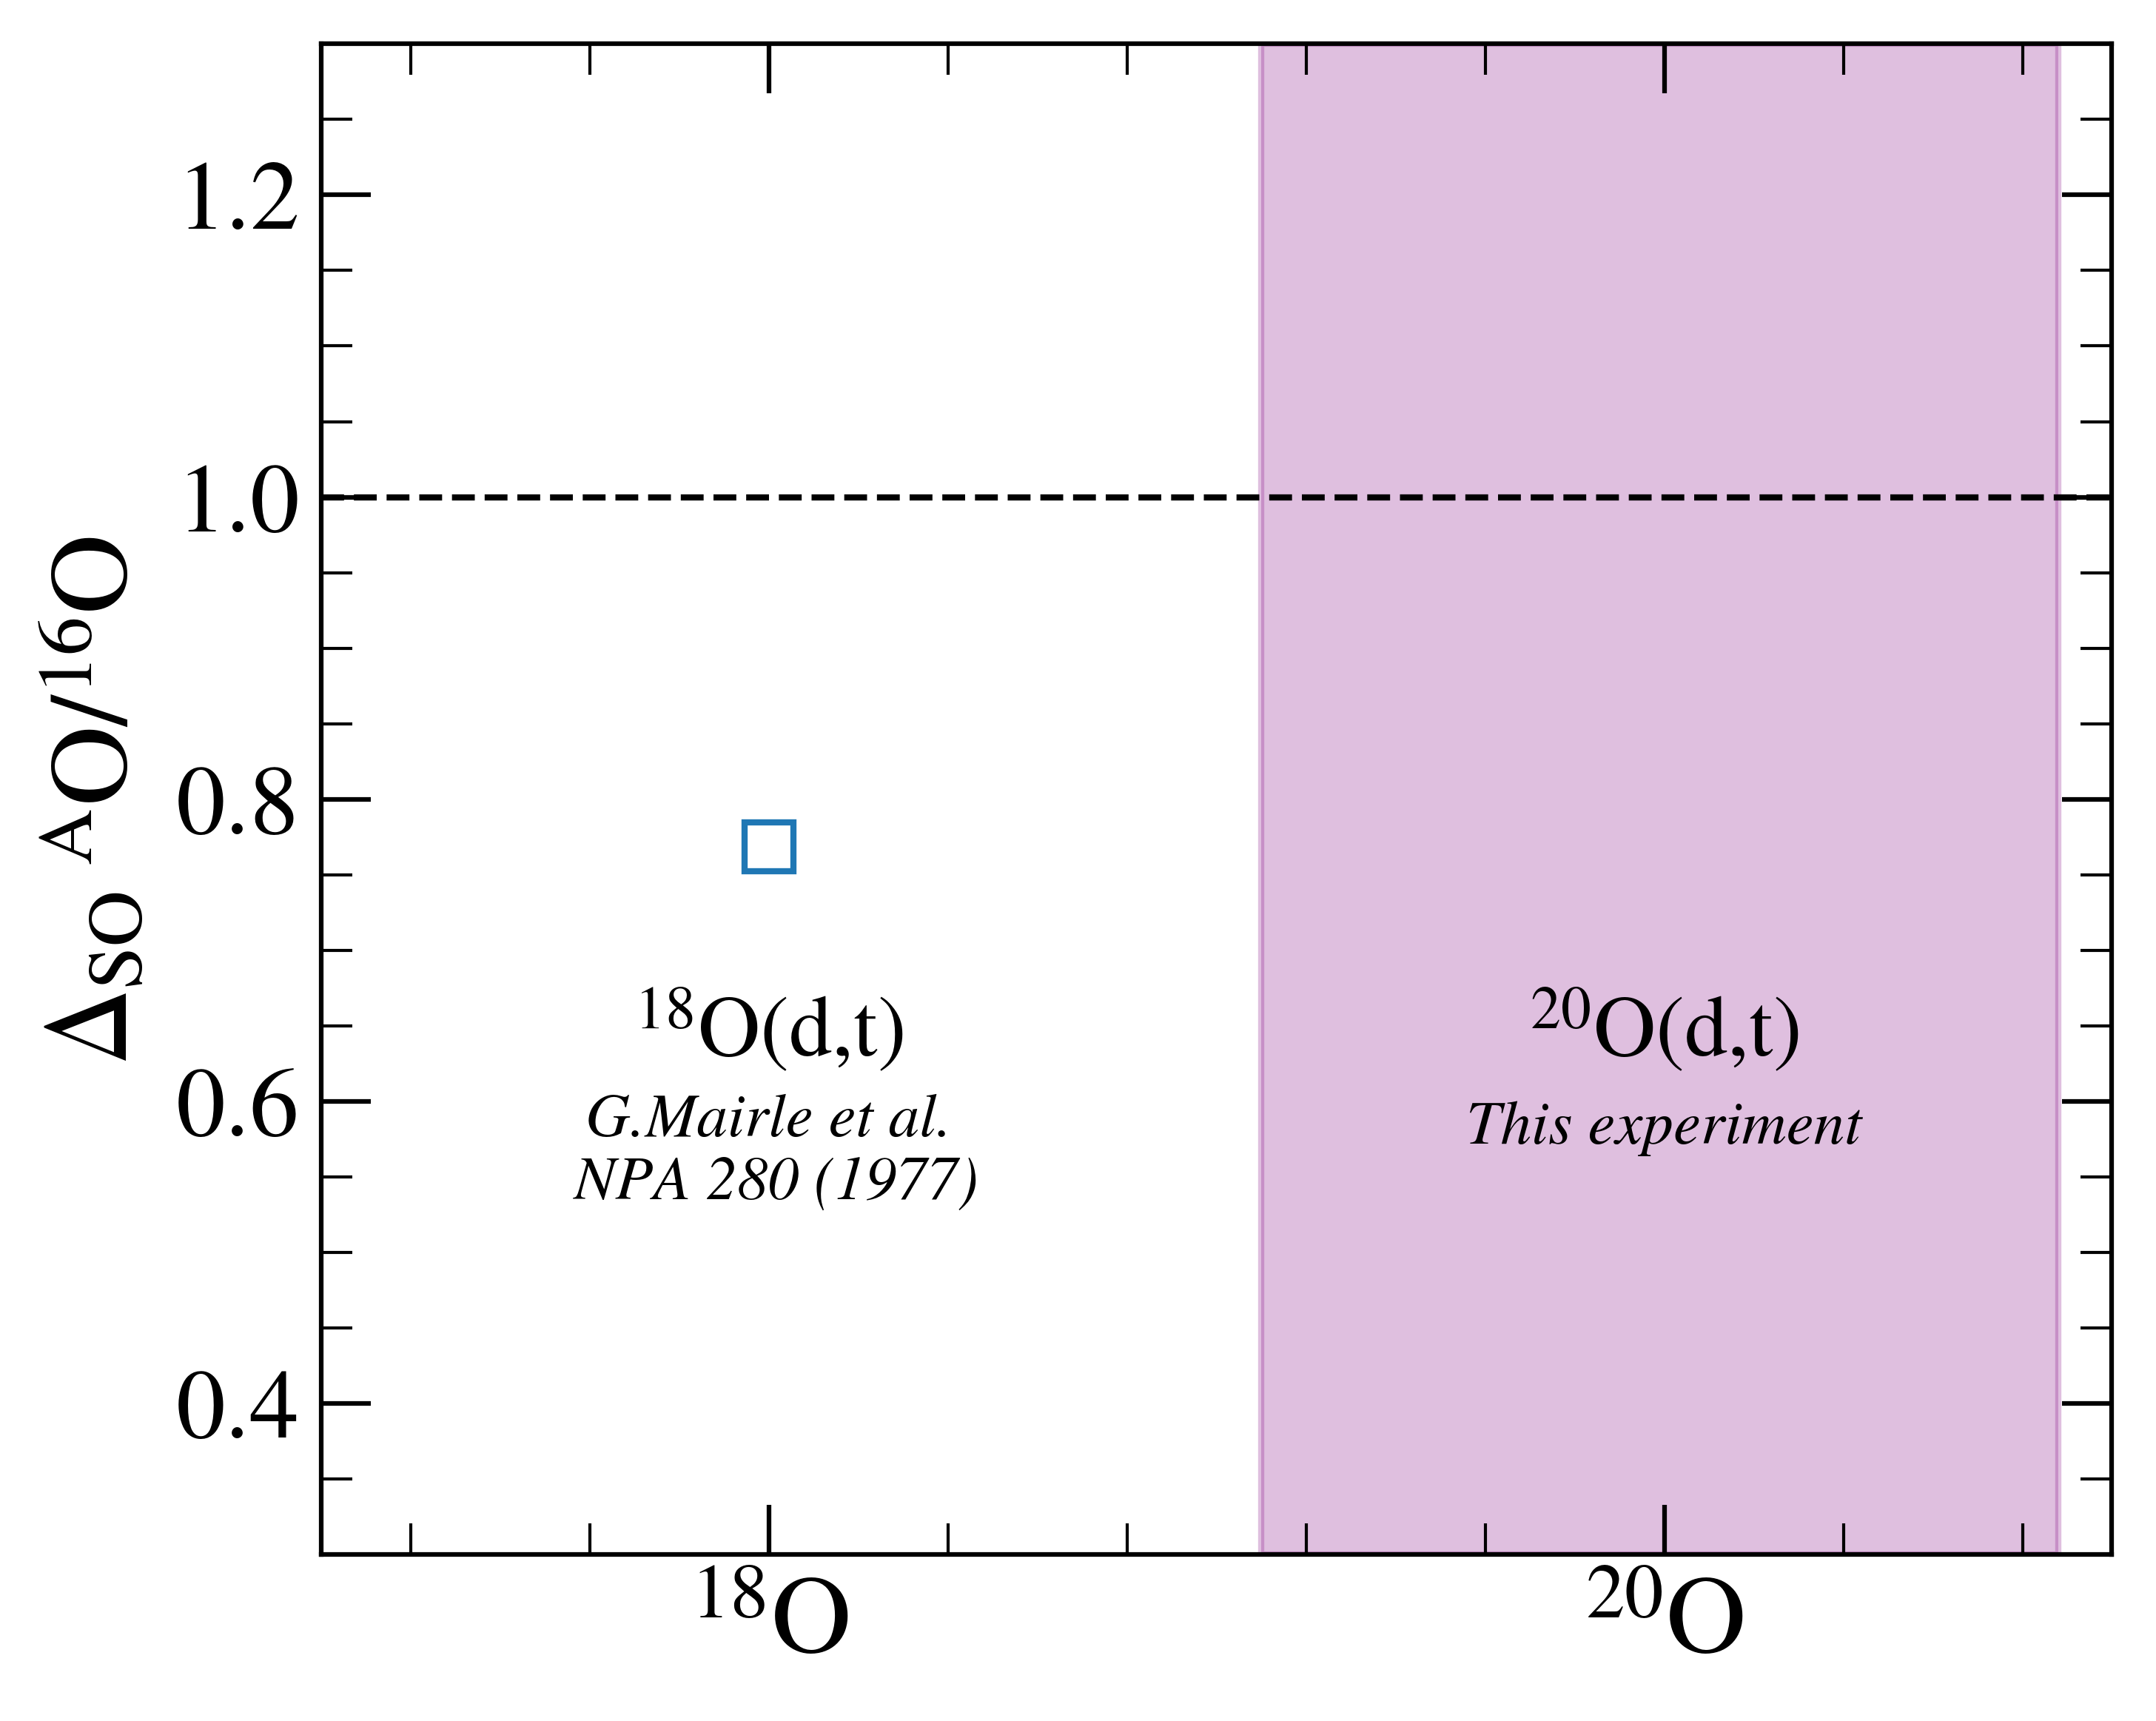 1.2
1.0
0.8
0.6
0.4
Δso ᴬO/¹⁶O
¹⁸O(d,t)
G.Mairle et al.
NPA 280 (1977)
²⁰O(d,t)
This experiment
¹⁸O
²⁰O